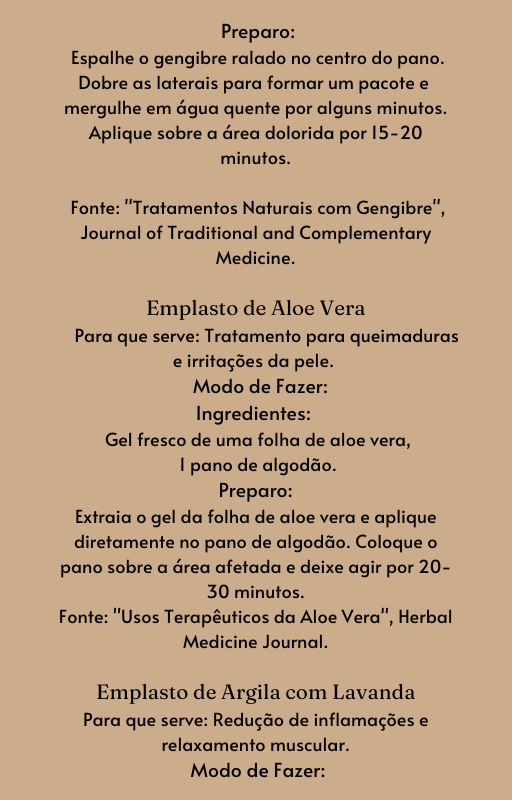 Preparo:
Espalhe o gengibre ralado no centro do pano.
Dobre as laterais para formar um pacote e
mergulhe em água quente por alguns minutos.
Aplique sobre a área dolorida por 15-20
minutos.
Fonte: "Tratamentos Naturais com Gengibre",
Journal of Traditional and Complementary
Medicine.
Emplasto de Aloe Vera
Para que serve: Tratamento para queimaduras
e irritações da pele.
Modo de Fazer:
Ingredientes:
Gel fresco de uma folha de aloe vera,
1 pano de algodão.
Preparo:
Extraia o gel da folha de aloe vera e aplique
diretamente no pano de algodão. Coloque o
pano sobre a área afetada e deixe agir por 20-
30 minutos.
Fonte: "Usos Terapêuticos da Aloe Vera", Herbal
Medicine Journal.
Emplasto de Argila com Lavanda
Para que serve: Redução de inflamações e
relaxamento muscular.
Modo de Fazer: